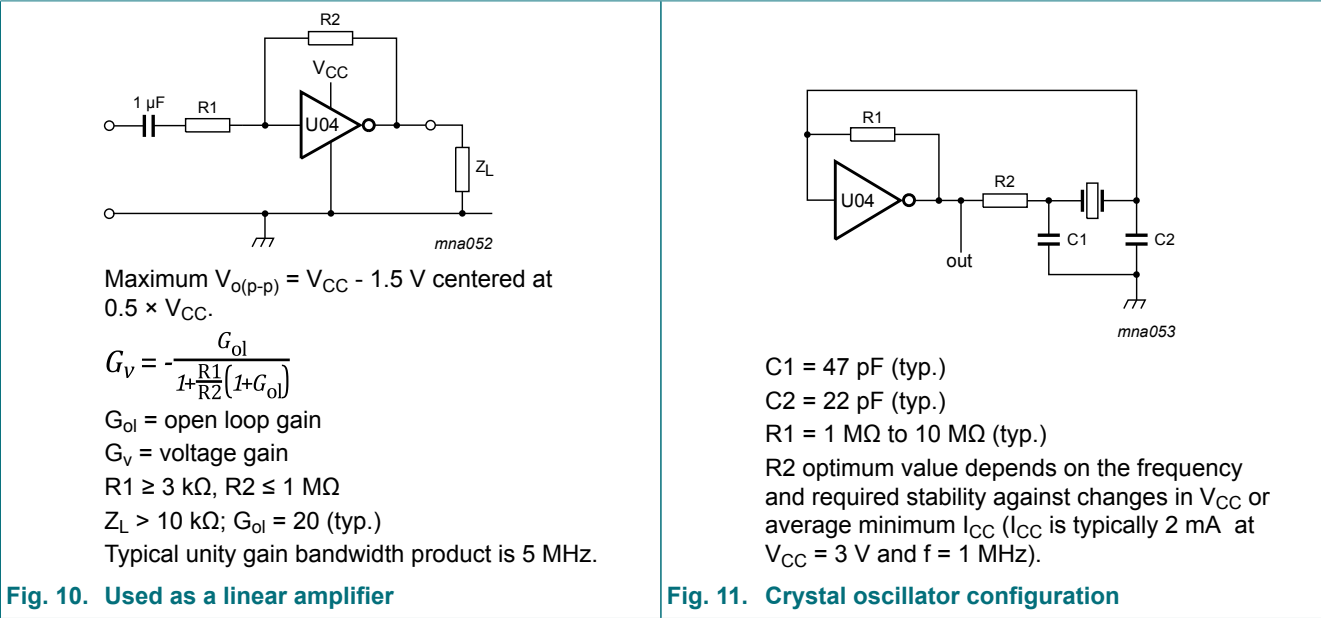 R2
V_CC
1 µF
R1
U04
Z_L
mna052
Maximum V_o(p-p) = V_CC - 1.5 V centered at
0.5 × V_CC.
G_v = - G_ol / (1+ R1/R2 (1+G_ol))
G_ol = open loop gain
G_v = voltage gain
R1 ≥ 3 kΩ, R2 ≤ 1 MΩ
Z_L > 10 kΩ; G_ol = 20 (typ.)
Typical unity gain bandwidth product is 5 MHz.
Fig. 10. Used as a linear amplifier
R1
U04
R2
C1
C2
out
mna053
C1 = 47 pF (typ.)
C2 = 22 pF (typ.)
R1 = 1 MΩ to 10 MΩ (typ.)
R2 optimum value depends on the frequency
and required stability against changes in V_CC or
average minimum I_CC (I_CC is typically 2 mA at
V_CC = 3 V and f = 1 MHz).
Fig. 11. Crystal oscillator configuration